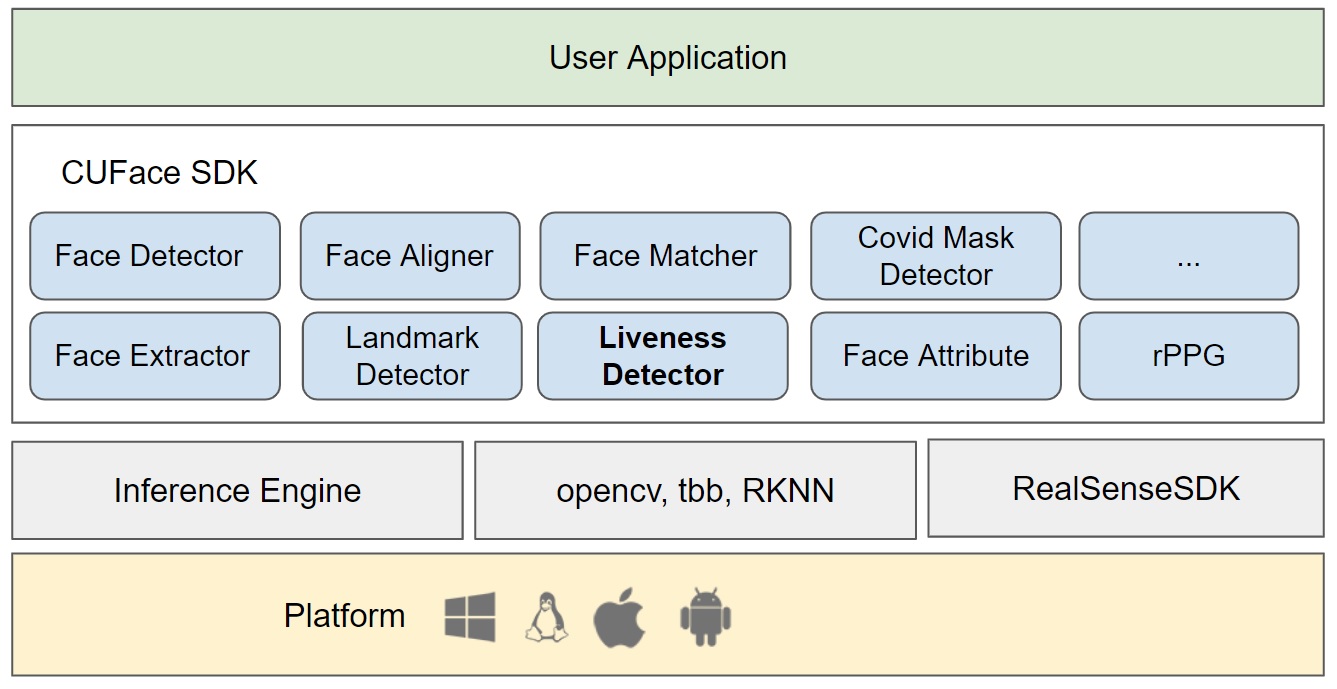 User Application
CUFace SDK
Face Detector
Face Aligner
Face Matcher
Covid Mask
Detector
...
Face Extractor
Landmark
Detector
Liveness
Detector
Face Attribute
rPPG
Inference Engine
opencv, tbb, RKNN
RealSenseSDK
Platform